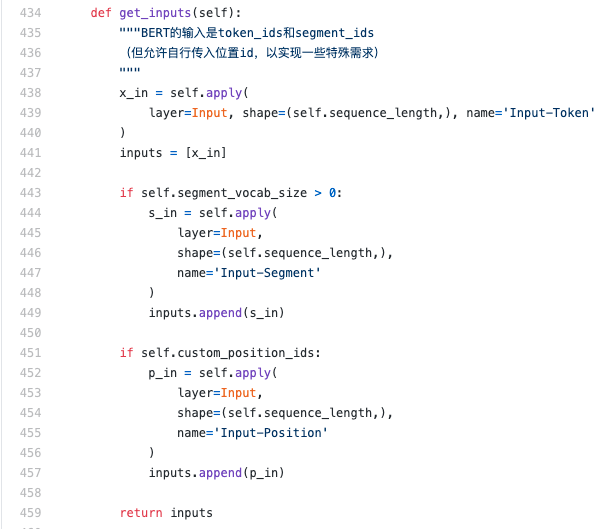 434 def get_inputs(self):
435 """BERT的输入是token_ids和segment_ids
436 （但允许自行传入位置id，以实现一些特殊需求）
437 """
438 x_in = self.apply(
439 layer=Input, shape=(self.sequence_length,), name='Input-Token'
440 )
441 inputs = [x_in]
442
443 if self.segment_vocab_size > 0:
444 s_in = self.apply(
445 layer=Input,
446 shape=(self.sequence_length,),
447 name='Input-Segment'
448 )
449 inputs.append(s_in)
450
451 if self.custom_position_ids:
452 p_in = self.apply(
453 layer=Input,
454 shape=(self.sequence_length,),
455 name='Input-Position'
456 )
457 inputs.append(p_in)
458
459 return inputs